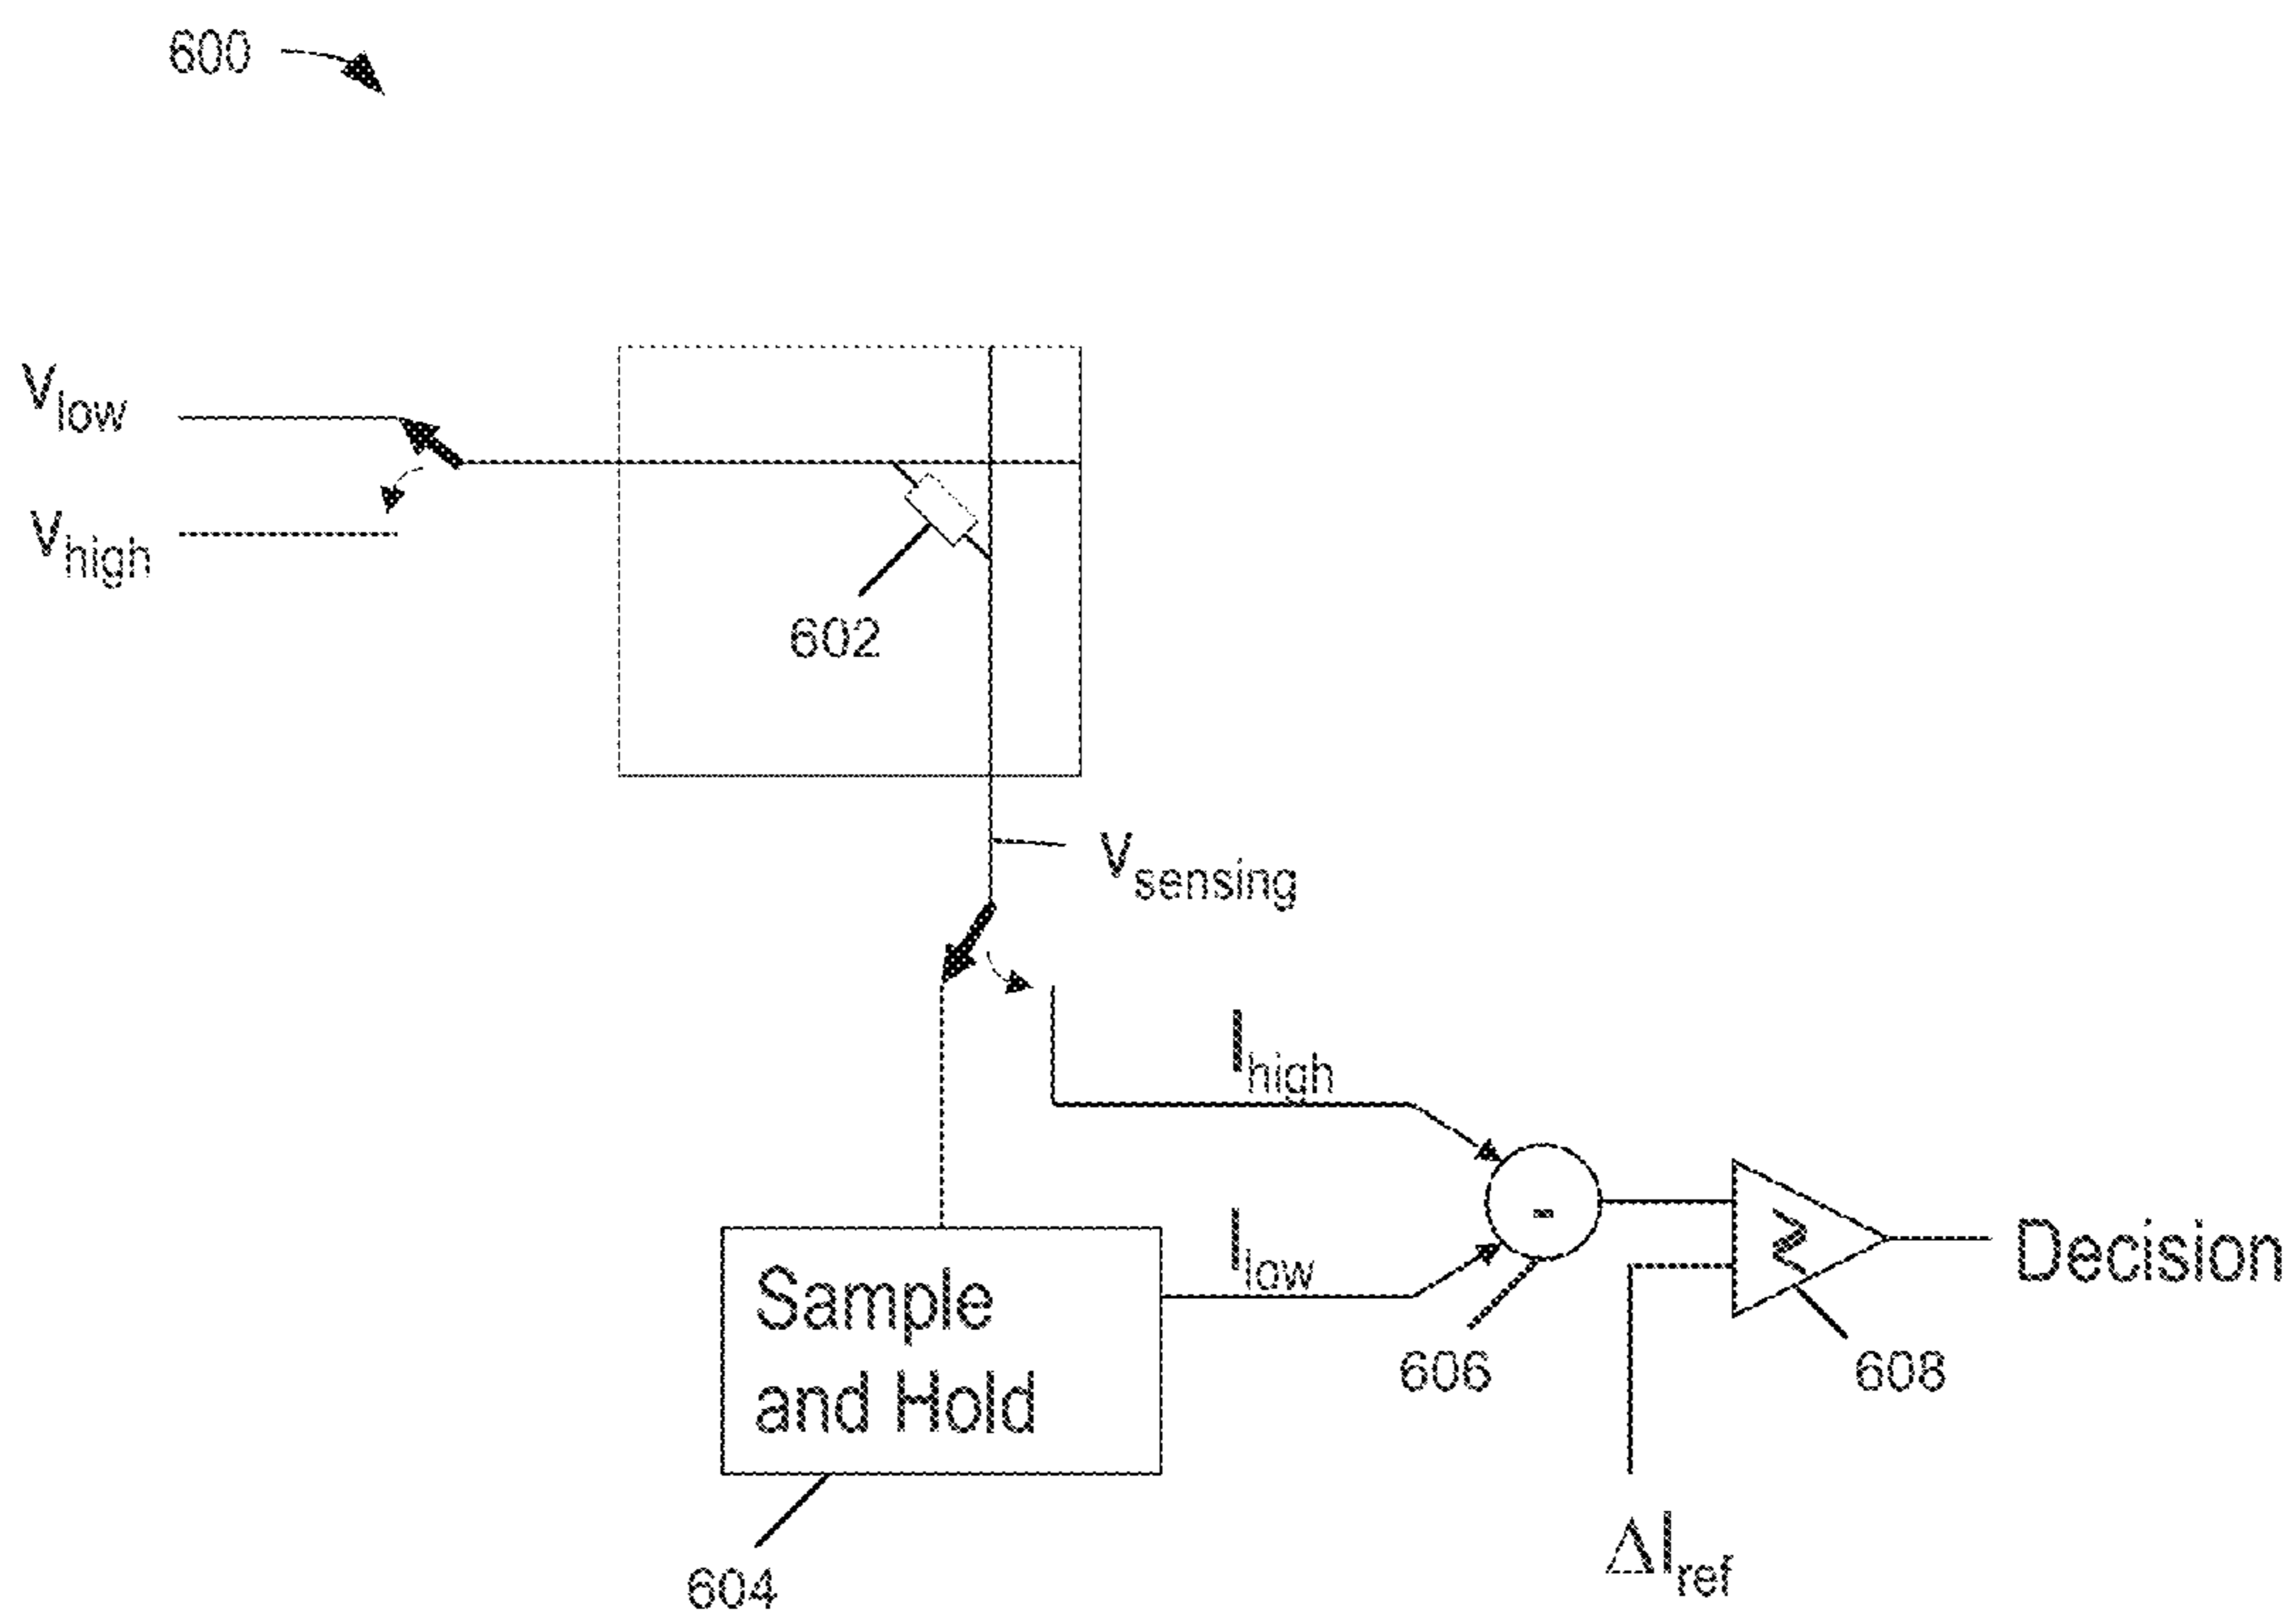 600
Vlow
Vhigh
602
Vsensing
Ihigh
Ilow
-
≷
Decision
Sample
and Hold
606
608
604
ΔIref